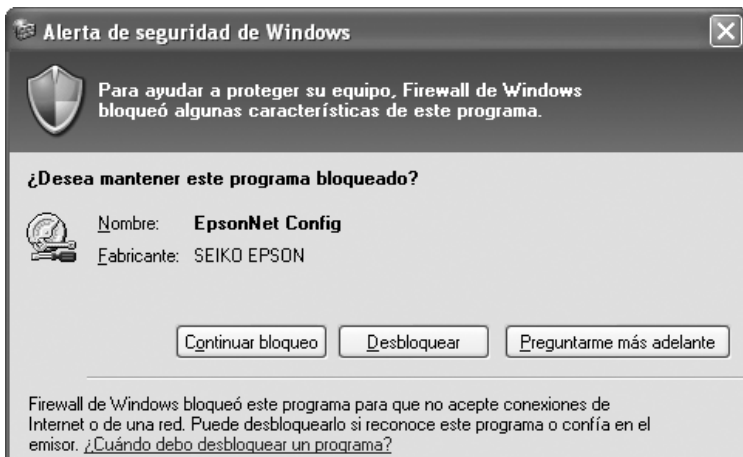 Alerta de seguridad de Windows
Para ayudar a proteger su equipo, Firewall de Windows
bloqueó algunas características de este programa.
¿Desea mantener este programa bloqueado?
Nombre: EpsonNet Config
Fabricante: SEIKO EPSON
Continuar bloqueo Desbloquear Preguntarme más adelante
Firewall de Windows bloqueó este programa para que no acepte conexiones de
Internet o de una red. Puede desbloquearlo si reconoce este programa o confía en el
emisor. ¿Cuándo debo desbloquear un programa?